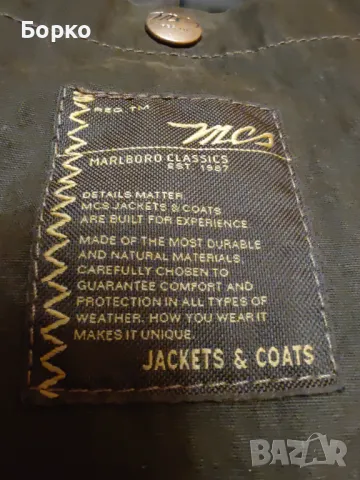 Борко
mcs
REG.™
mcs
MARLBORO CLASSICS
EST. 1987
DETAILS MATTER.
MCS JACKETS & COATS
ARE BUILT FOR EXPERIENCE.
MADE OF THE MOST DURABLE
AND NATURAL MATERIALS,
CAREFULLY CHOSEN TO
GUARANTEE COMFORT AND
PROTECTION IN ALL TYPES OF
WEATHER. HOW YOU WEAR IT
MAKES IT UNIQUE.
JACKETS & COATS
BAZAR